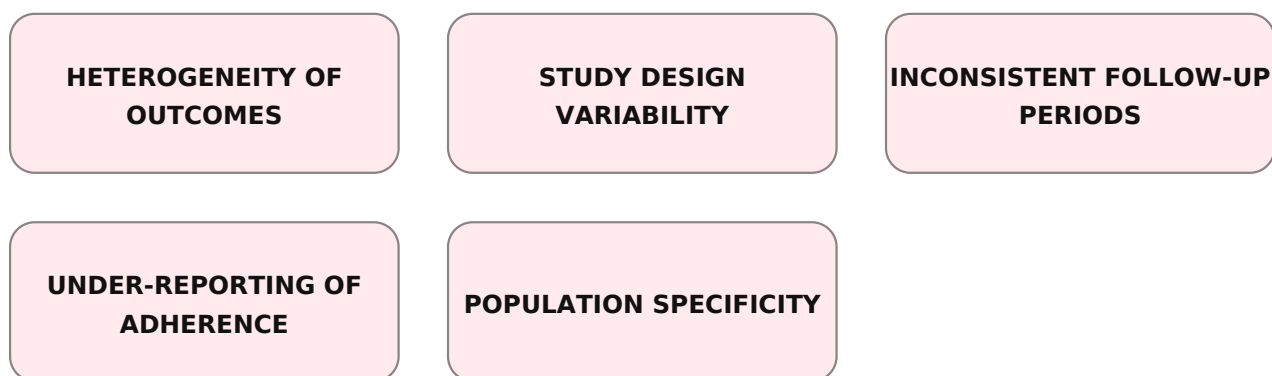 HETEROGENEITY OF
OUTCOMES
STUDY DESIGN
VARIABILITY
INCONSISTENT FOLLOW-UP
PERIODS
UNDER-REPORTING OF
ADHERENCE
POPULATION SPECIFICITY